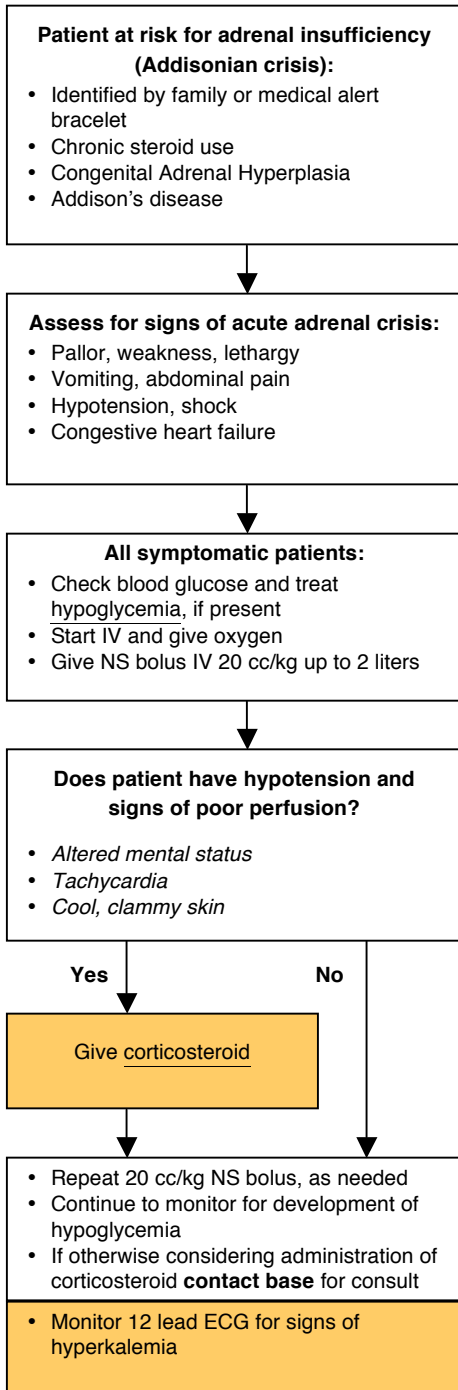 Patient at risk for adrenal insufficiency
(Addisonian crisis):
• Identified by family or medical alert
bracelet
• Chronic steroid use
• Congenital Adrenal Hyperplasia
• Addison’s disease
Assess for signs of acute adrenal crisis:
• Pallor, weakness, lethargy
• Vomiting, abdominal pain
• Hypotension, shock
• Congestive heart failure
All symptomatic patients:
• Check blood glucose and treat
hypoglycemia, if present
• Start IV and give oxygen
• Give NS bolus IV 20 cc/kg up to 2 liters
Does patient have hypotension and
signs of poor perfusion?
• Altered mental status
• Tachycardia
• Cool, clammy skin
Yes
No
Give corticosteroid
• Repeat 20 cc/kg NS bolus, as needed
• Continue to monitor for development of
hypoglycemia
• If otherwise considering administration of
corticosteroid contact base for consult
• Monitor 12 lead ECG for signs of
hyperkalemia